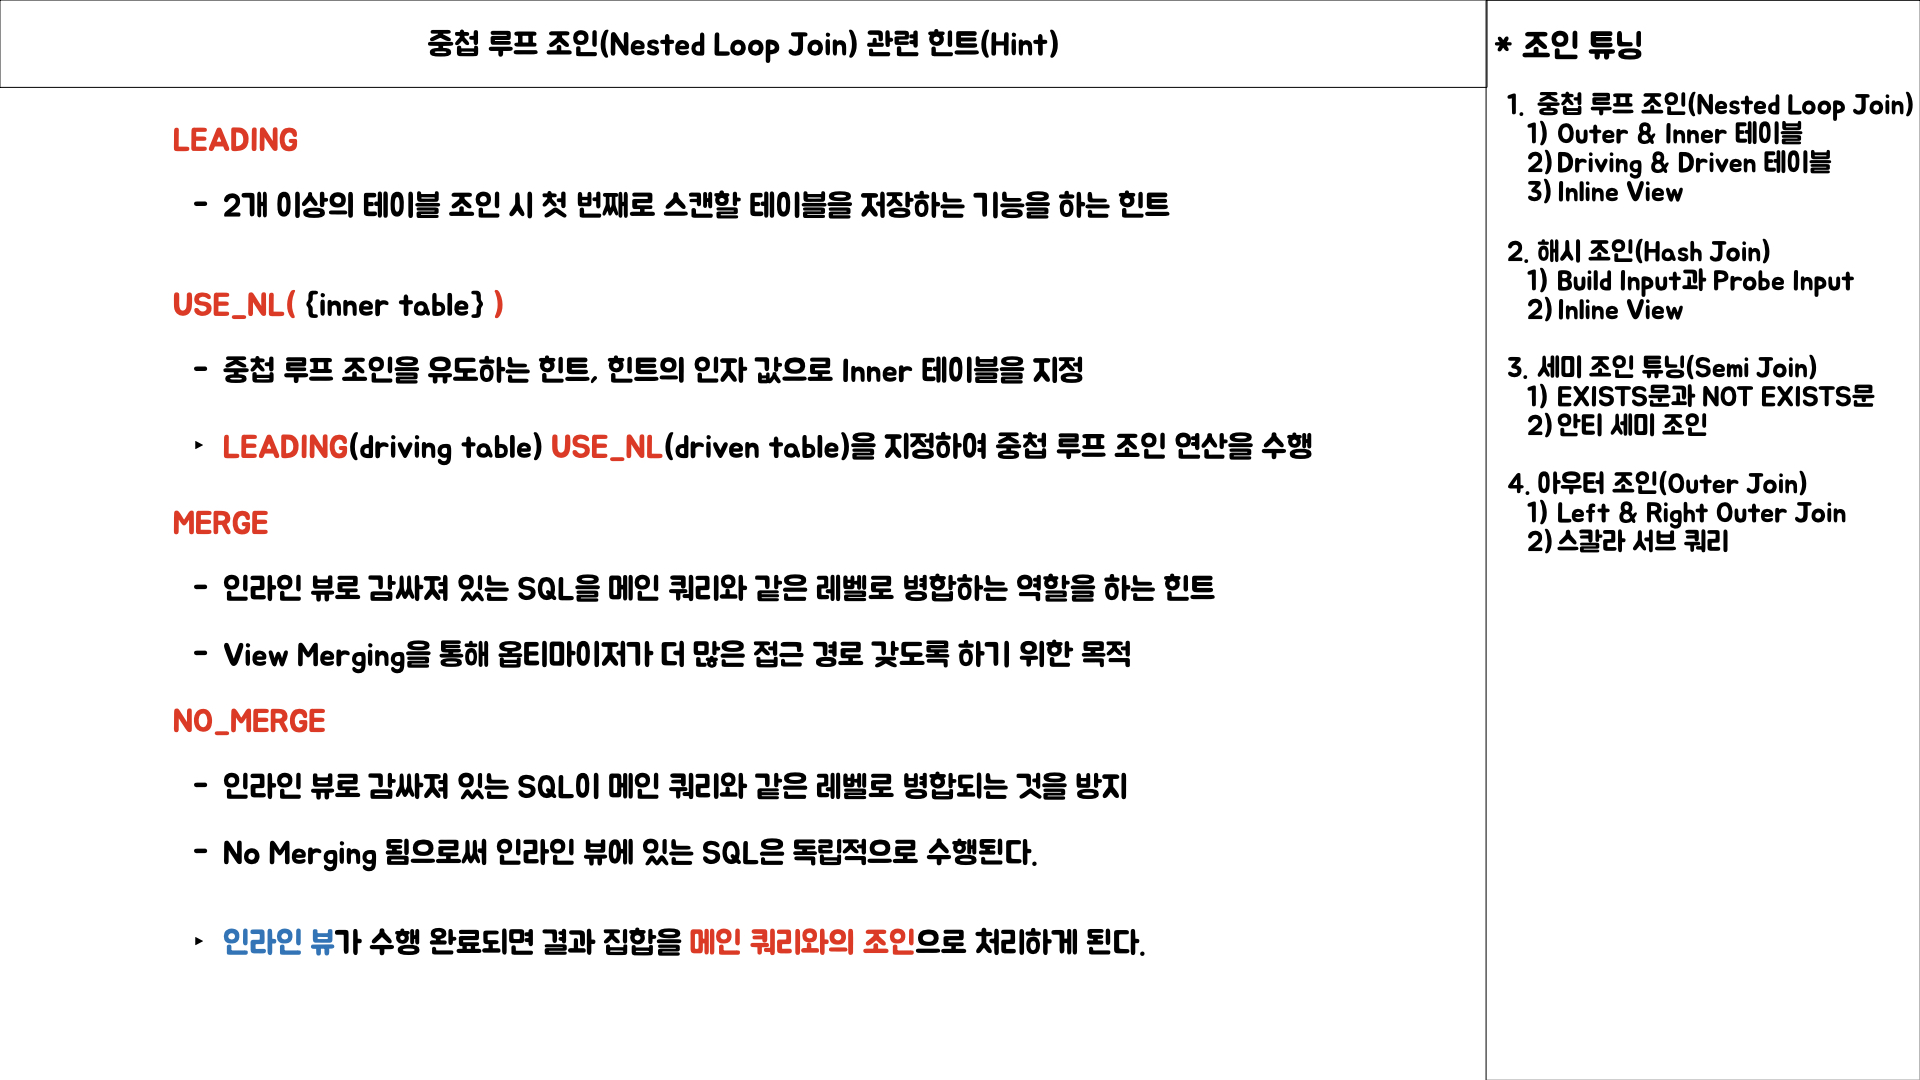 중첩 루프 조인(Nested Loop Join) 관련 힌트(Hint)
LEADING
- 2개 이상의 테이블 조인 시 첫 번째로 스캔할 테이블을 저장하는 기능을 하는 힌트
USE_NL( {inner table} )
- 중첩 루프 조인을 유도하는 힌트, 힌트의 인자 값으로 Inner 테이블을 지정
‣ LEADING(driving table) USE_NL(driven table)을 지정하여 중첩 루프 조인 연산을 수행
MERGE
- 인라인 뷰로 감싸져 있는 SQL을 메인 쿼리와 같은 레벨로 병합하는 역할을 하는 힌트
- View Merging을 통해 옵티마이저가 더 많은 접근 경로 갖도록 하기 위한 목적
NO_MERGE
- 인라인 뷰로 감싸져 있는 SQL이 메인 쿼리와 같은 레벨로 병합되는 것을 방지
- No Merging 됨으로써 인라인 뷰에 있는 SQL은 독립적으로 수행된다.
‣ 인라인 뷰가 수행 완료되면 결과 집합을 메인 쿼리와의 조인으로 처리하게 된다.
* 조인 튜닝
1. 중첩 루프 조인(Nested Loop Join)
1) Outer & Inner 테이블
2) Driving & Driven 테이블
3) Inline View
2. 해시 조인(Hash Join)
1) Build Input과 Probe Input
2) Inline View
3. 세미 조인 튜닝(Semi Join)
1) EXISTS문과 NOT EXISTS문
2) 안티 세미 조인
4. 아우터 조인(Outer Join)
1) Left & Right Outer Join
2) 스칼라 서브 쿼리